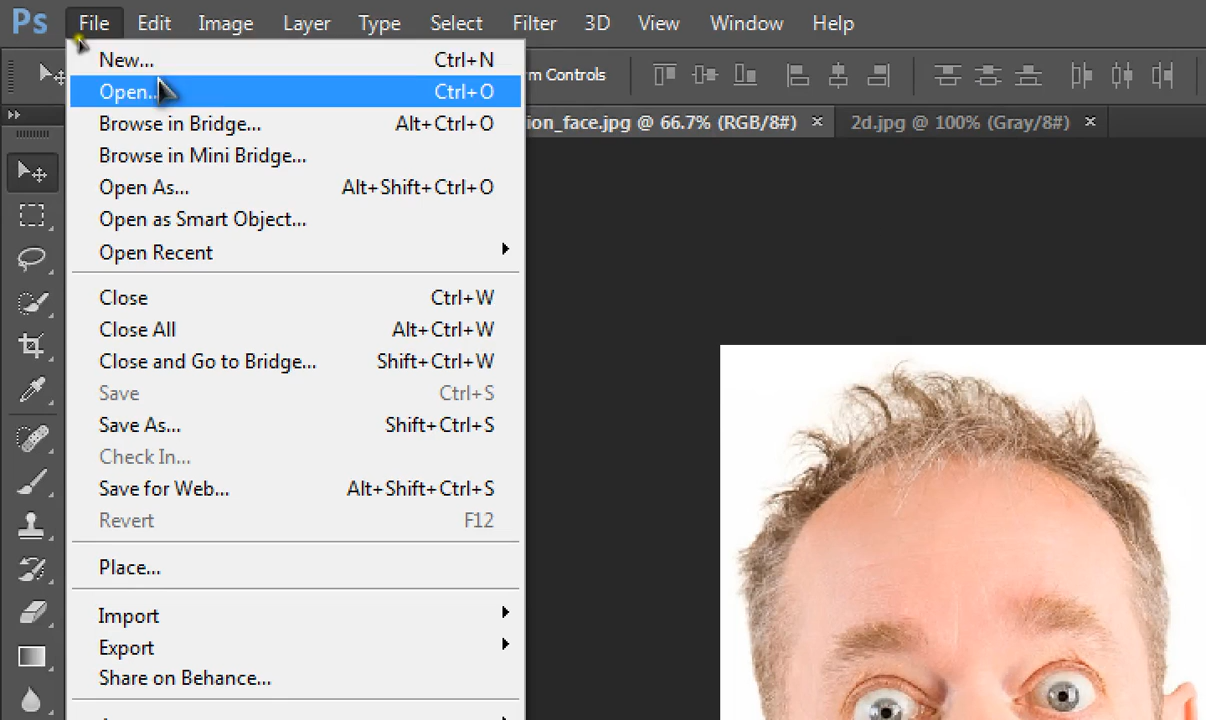 Ps File Edit Image Layer Type Select Filter 3D View Window Help
New... Ctrl+N
m Controls
Open... Ctrl+O
ion_face.jpg @ 66.7% (RGB/8#) × 2d.jpg @ 100% (Gray/8#) ×
Browse in Bridge... Alt+Ctrl+O
Browse in Mini Bridge...
Open As... Alt+Shift+Ctrl+O
Open as Smart Object...
Open Recent
Close Ctrl+W
Close All Alt+Ctrl+W
Close and Go to Bridge... Shift+Ctrl+W
Save Ctrl+S
Save As... Shift+Ctrl+S
Check In...
Save for Web... Alt+Shift+Ctrl+S
Revert F12
Place...
Import
Export
Share on Behance...